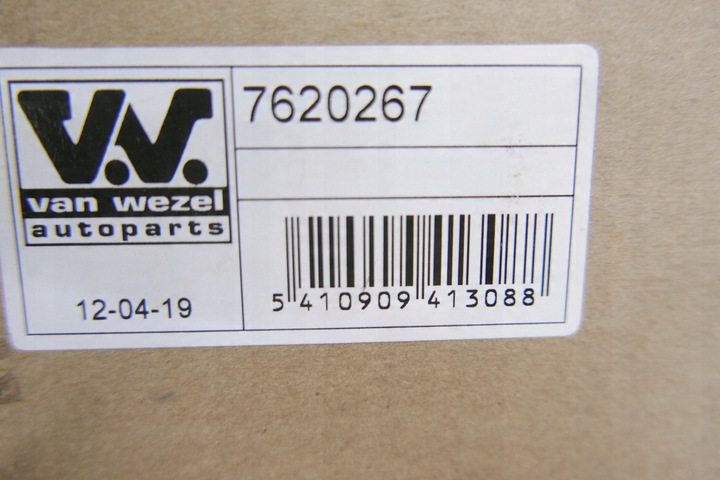 V.V.
van wezel
autoparts
12-04-19
7620267
5 410909 413088